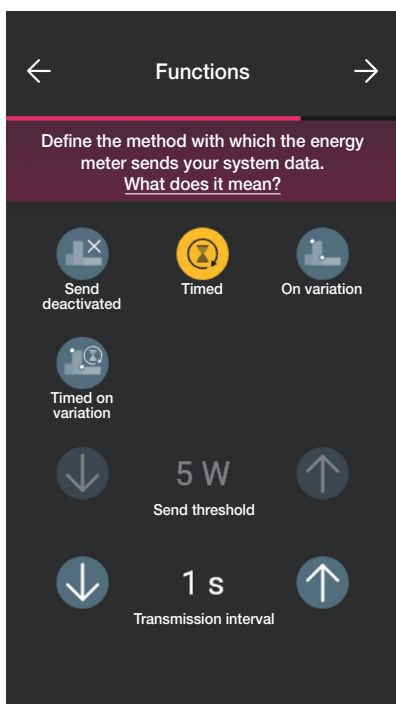 Functions
Define the method with which the energy
meter sends your system data.
What does it mean?
Send
deactivated
Timed
On variation
Timed on
variation
5 W
Send threshold
1 s
Transmission interval